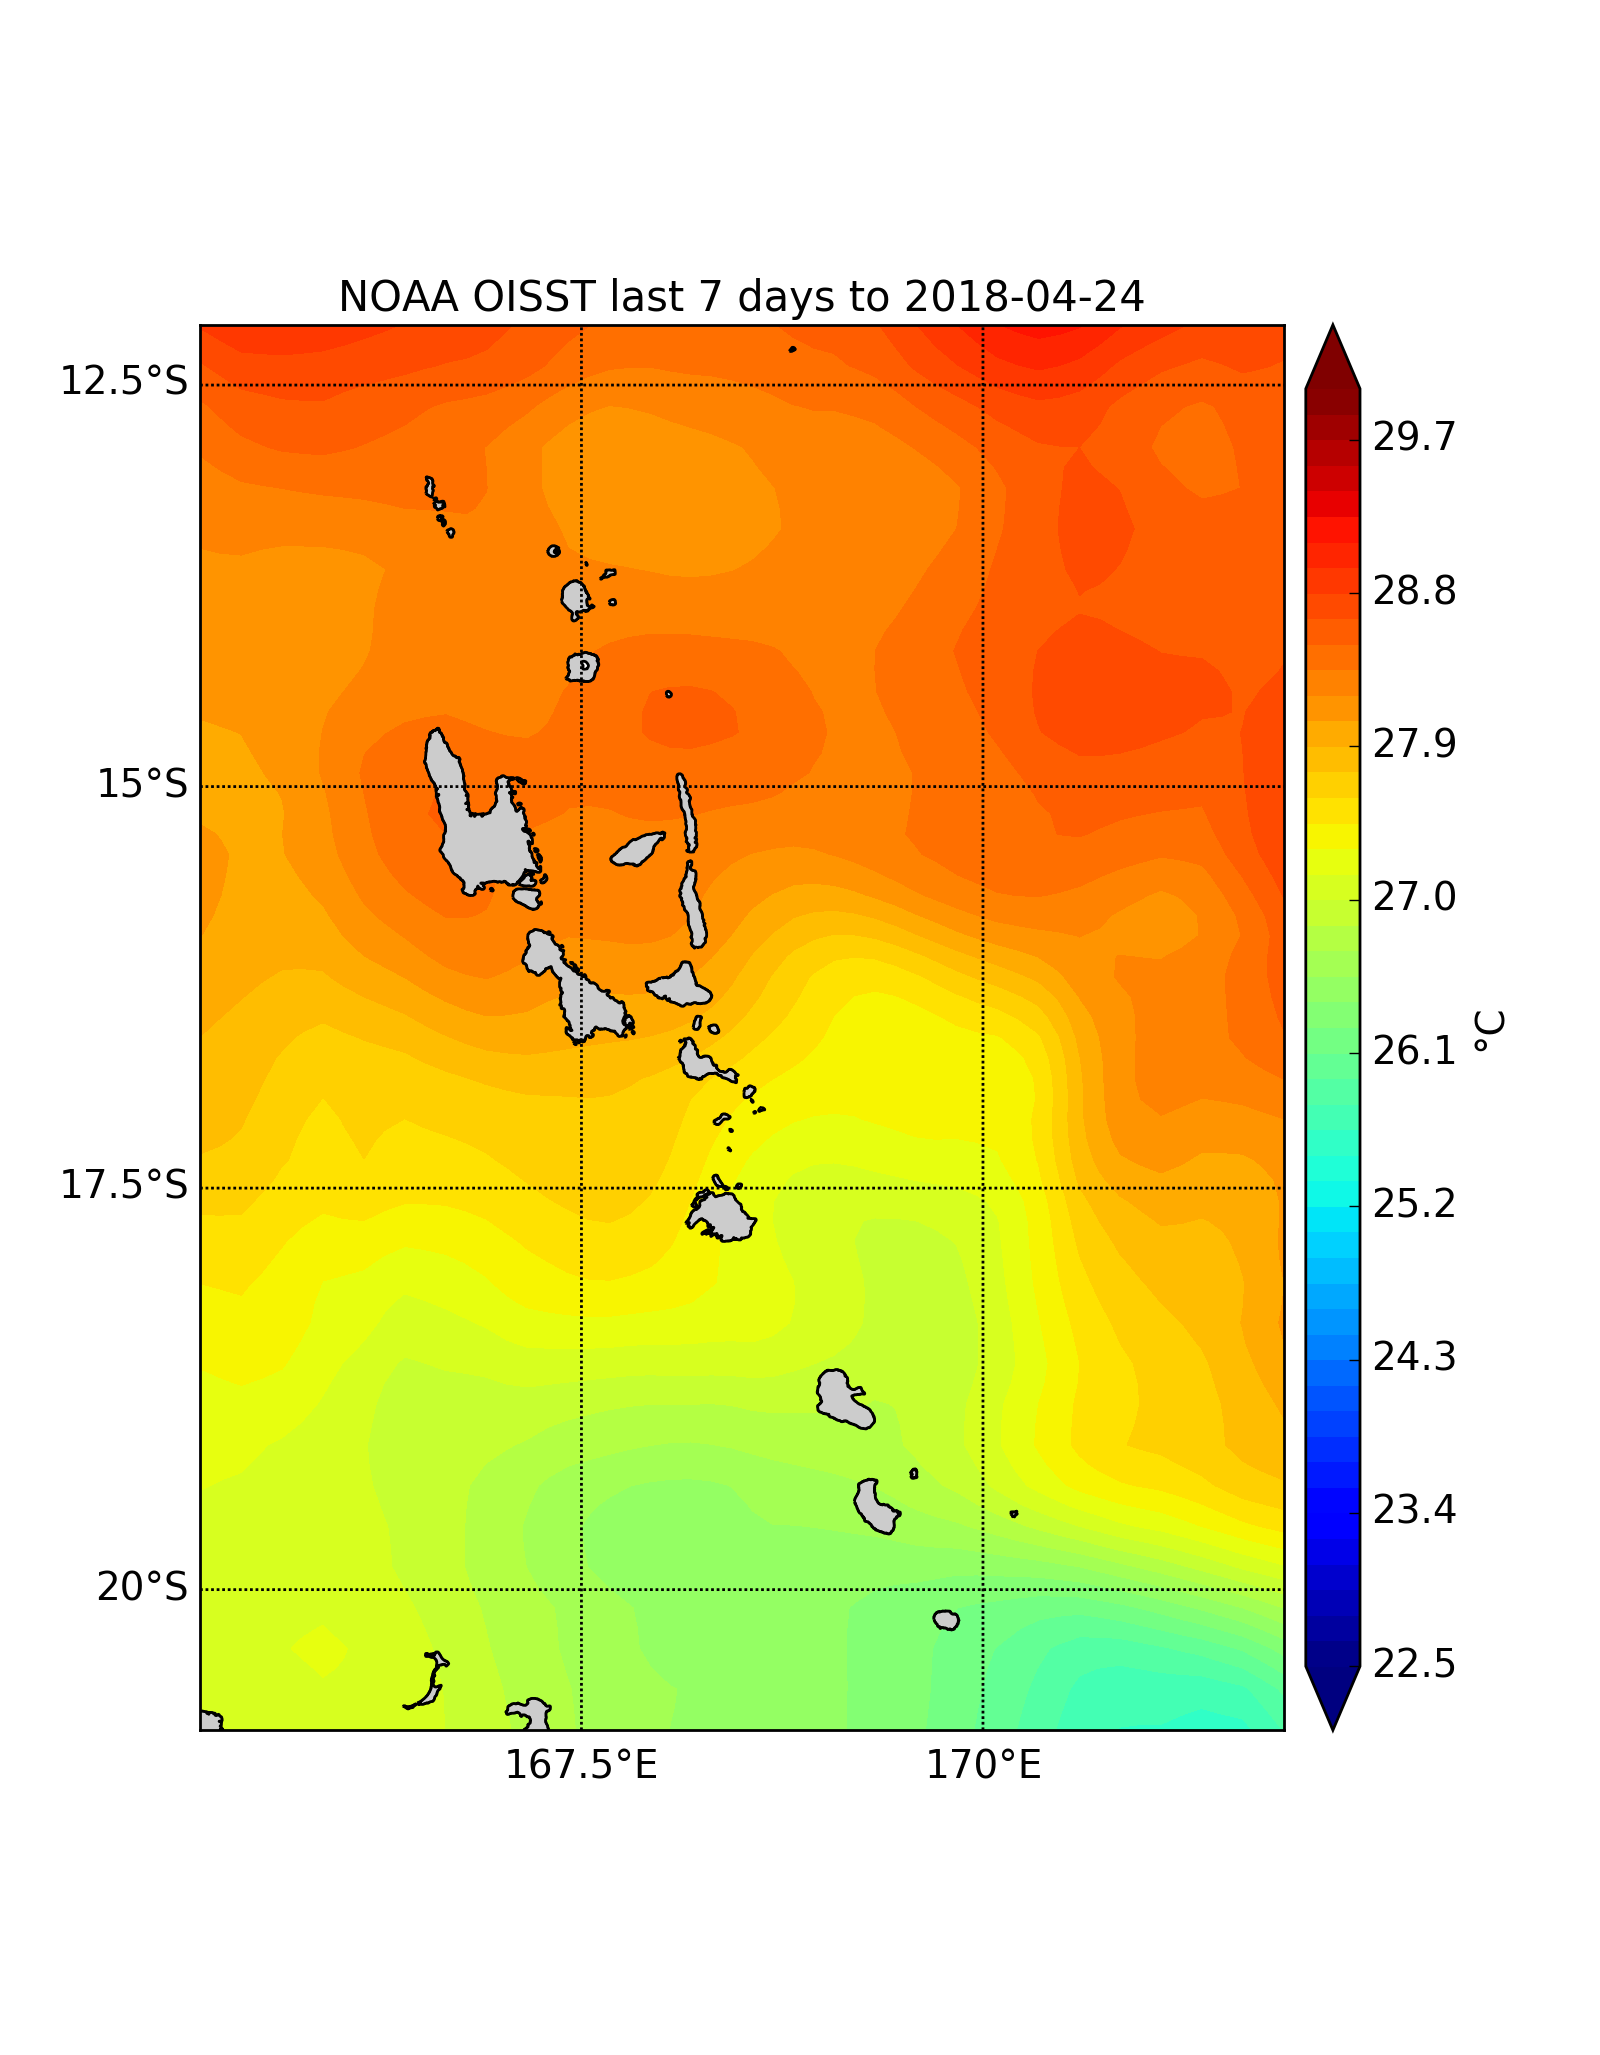 NOAA OISST last 7 days to 2018-04-24
12.5°S
15°S
17.5°S
20°S
167.5°E
170°E
29.7
28.8
27.9
27.0
26.1
25.2
24.3
23.4
22.5
°C